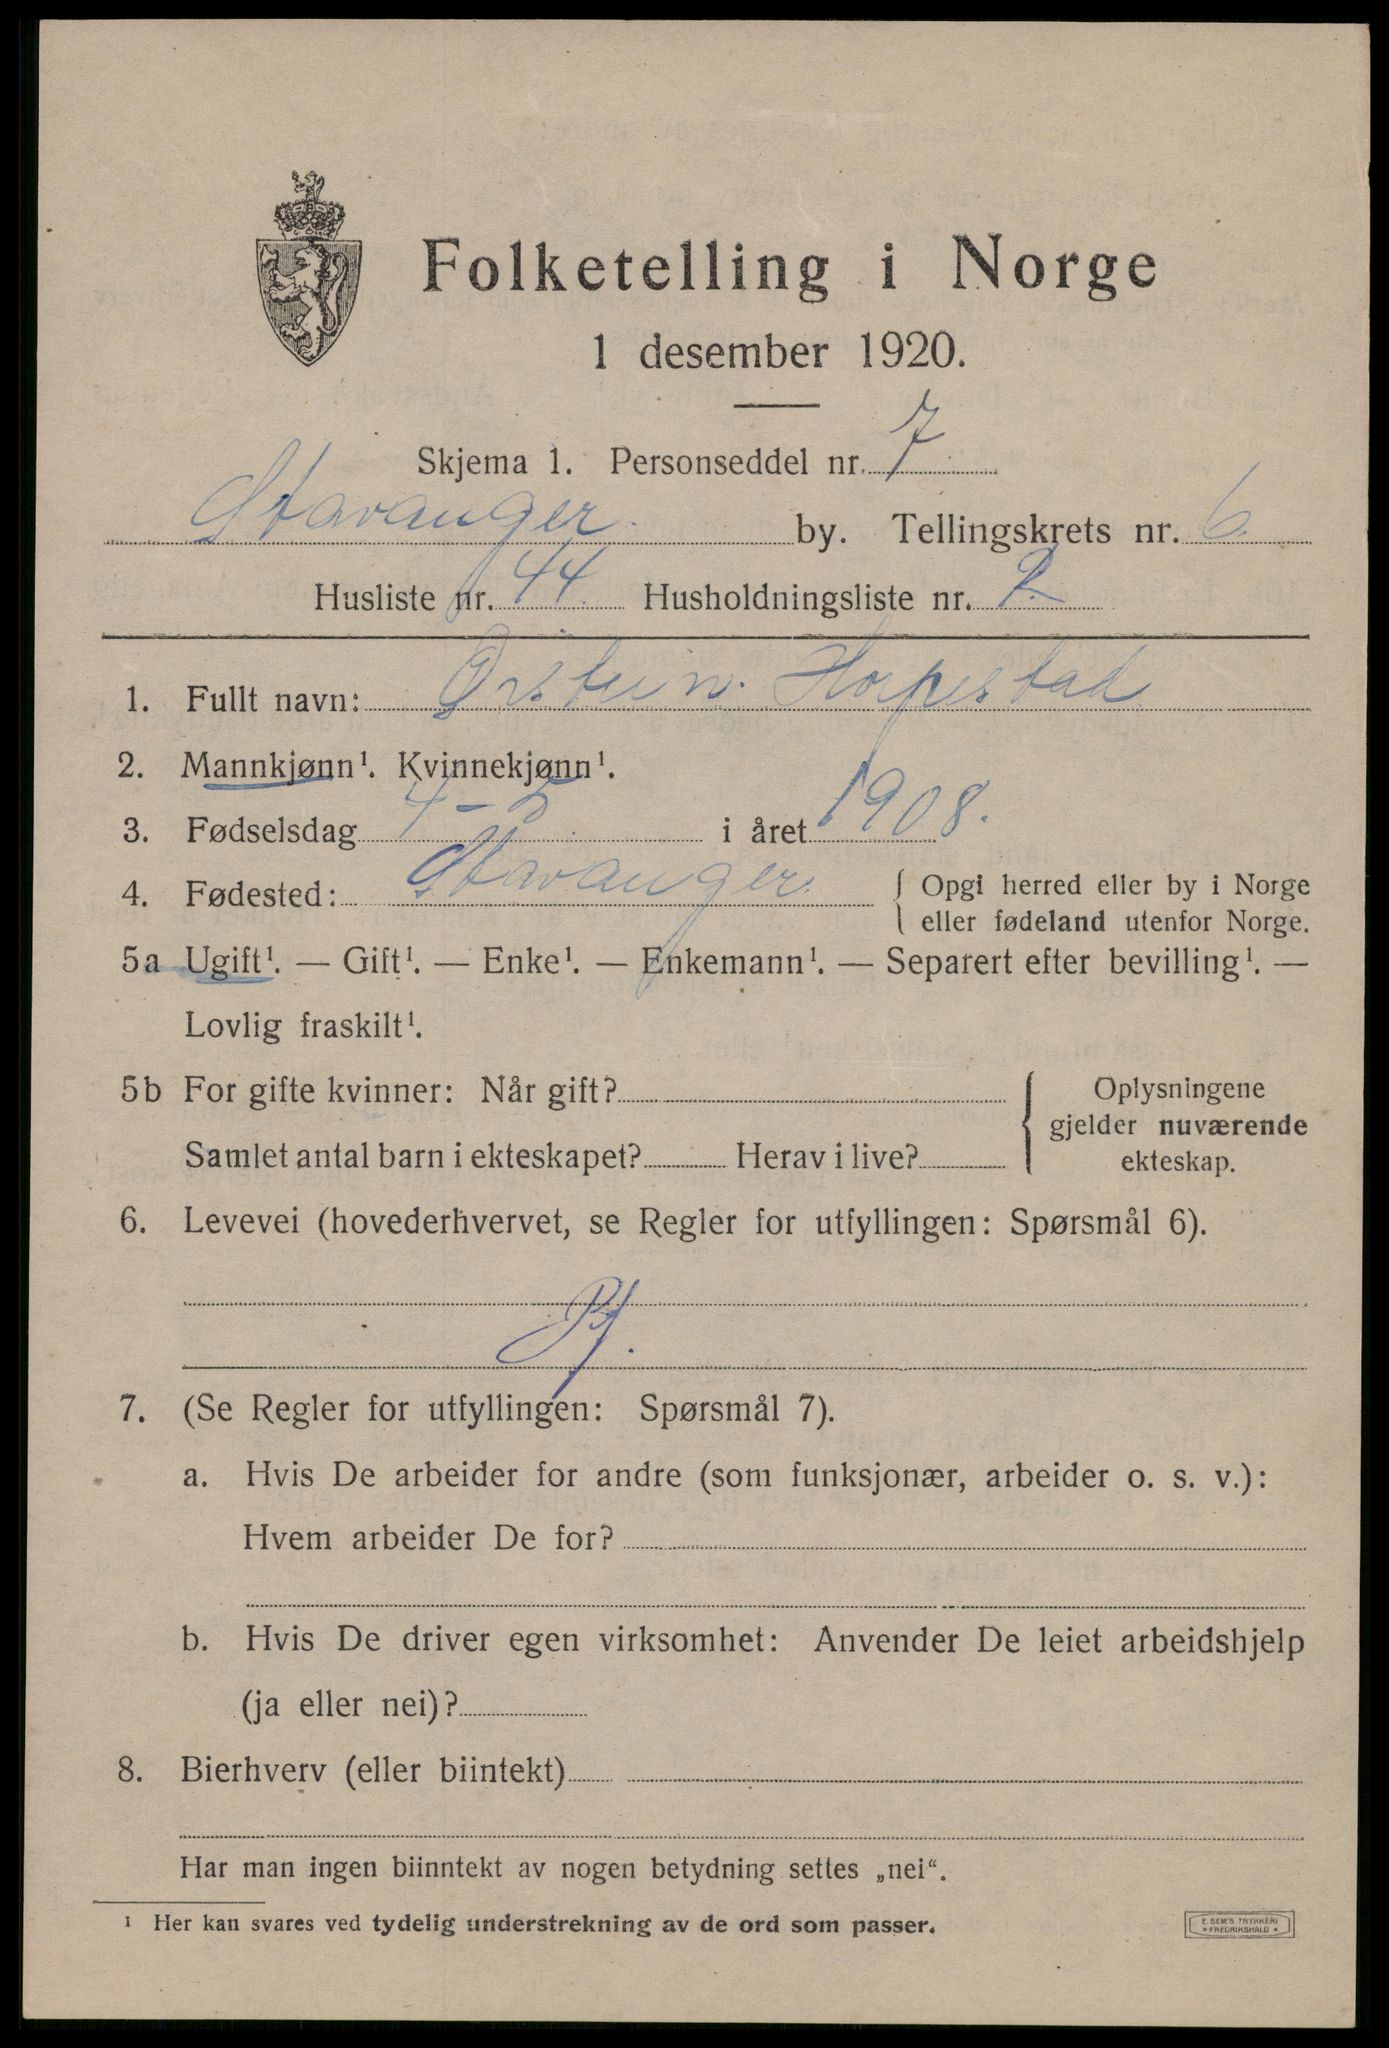 Folketelling i Norge
1 desember 1920.
Skjema 1. Personseddel nr. 7
Stavanger by. Tellingskrets nr. 6.
Husliste nr. 44. Husholdningsliste nr. 2
1. Fullt navn: Østein Horpestad
2. Mannkjønn¹. Kvinnekjønn¹.
3. Fødselsdag 4-5 i året 1908.
4. Fødested: Stavanger. { Opgi herred eller by i Norge
eller fødeland utenfor Norge.
5a Ugift¹. — Gift¹. — Enke¹. — Enkemann¹. — Separert efter bevilling¹. —
Lovlig fraskilt¹.
5b For gifte kvinner: Når gift? { Oplysningene
gjelder nuværende
Samlet antal barn i ekteskapet? Herav i live? ekteskap.
6. Levevei (hovederhvervet, se Regler for utfyllingen: Spørsmål 6).
7. (Se Regler for utfyllingen: Spørsmål 7).
a. Hvis De arbeider for andre (som funksjonær, arbeider o. s. v.):
Hvem arbeider De for?
b. Hvis De driver egen virksomhet: Anvender De leiet arbeidshjelp
(ja eller nei)?
8. Bierhverv (eller biintekt)
Har man ingen biinntekt av nogen betydning settes „nei“.
¹ Her kan svares ved tydelig understrekning av de ord som passer.
E. SEM'S TRYKKERI
* FREDRIKSHALD *